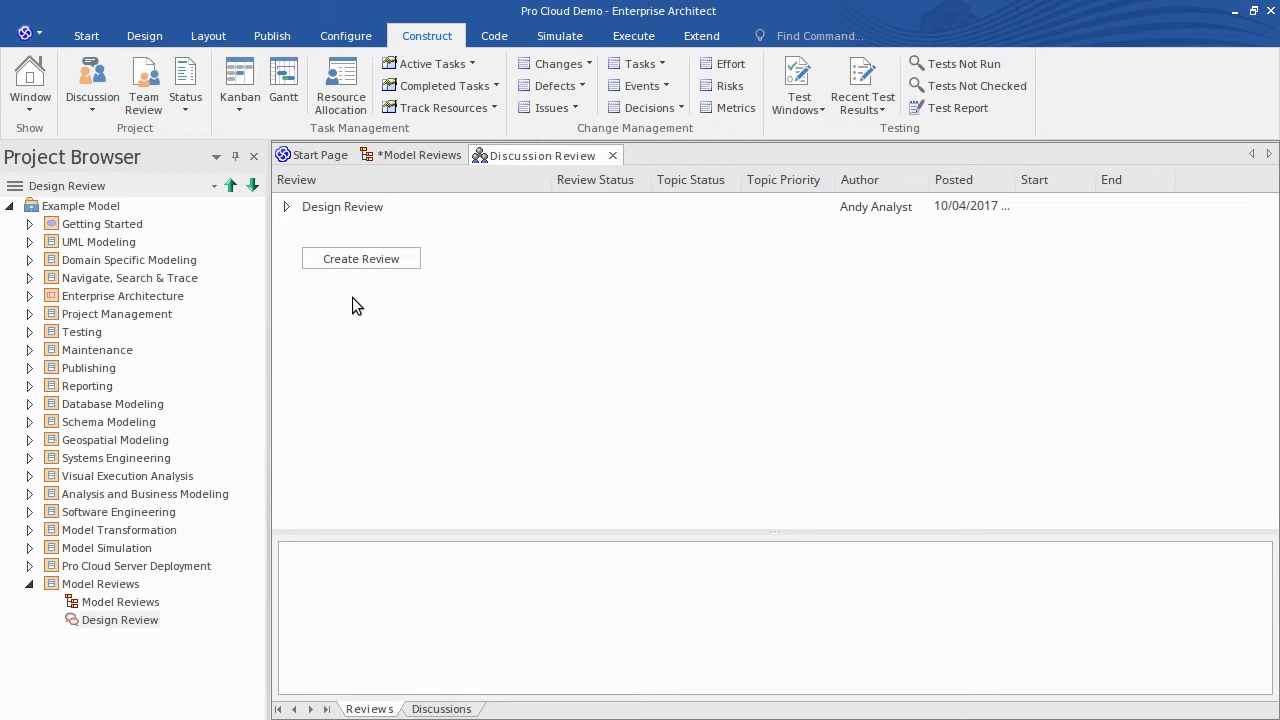 Pro Cloud Demo - Enterprise Architect
Start Design Layout Publish Configure Construct Code Simulate Execute Extend Find Command...
Window Discussion Team Review Status Kanban Gantt Resource Allocation
Active Tasks Completed Tasks Track Resources
Changes Defects Issues Tasks Events Decisions Effort Risks Metrics
Test Windows Recent Test Results Tests Not Run Tests Not Checked Test Report
Show Project Task Management Change Management Testing
Project Browser
Design Review
Example Model
Getting Started
UML Modeling
Domain Specific Modeling
Navigate, Search & Trace
Enterprise Architecture
Project Management
Testing
Maintenance
Publishing
Reporting
Database Modeling
Schema Modeling
Geospatial Modeling
Systems Engineering
Visual Execution Analysis
Analysis and Business Modeling
Software Engineering
Model Transformation
Model Simulation
Pro Cloud Server Deployment
Model Reviews
Model Reviews
Design Review
Start Page *Model Reviews Discussion Review
Review Review Status Topic Status Topic Priority Author Posted Start End
Design Review Andy Analyst 10/04/2017 ...
Create Review
Reviews Discussions